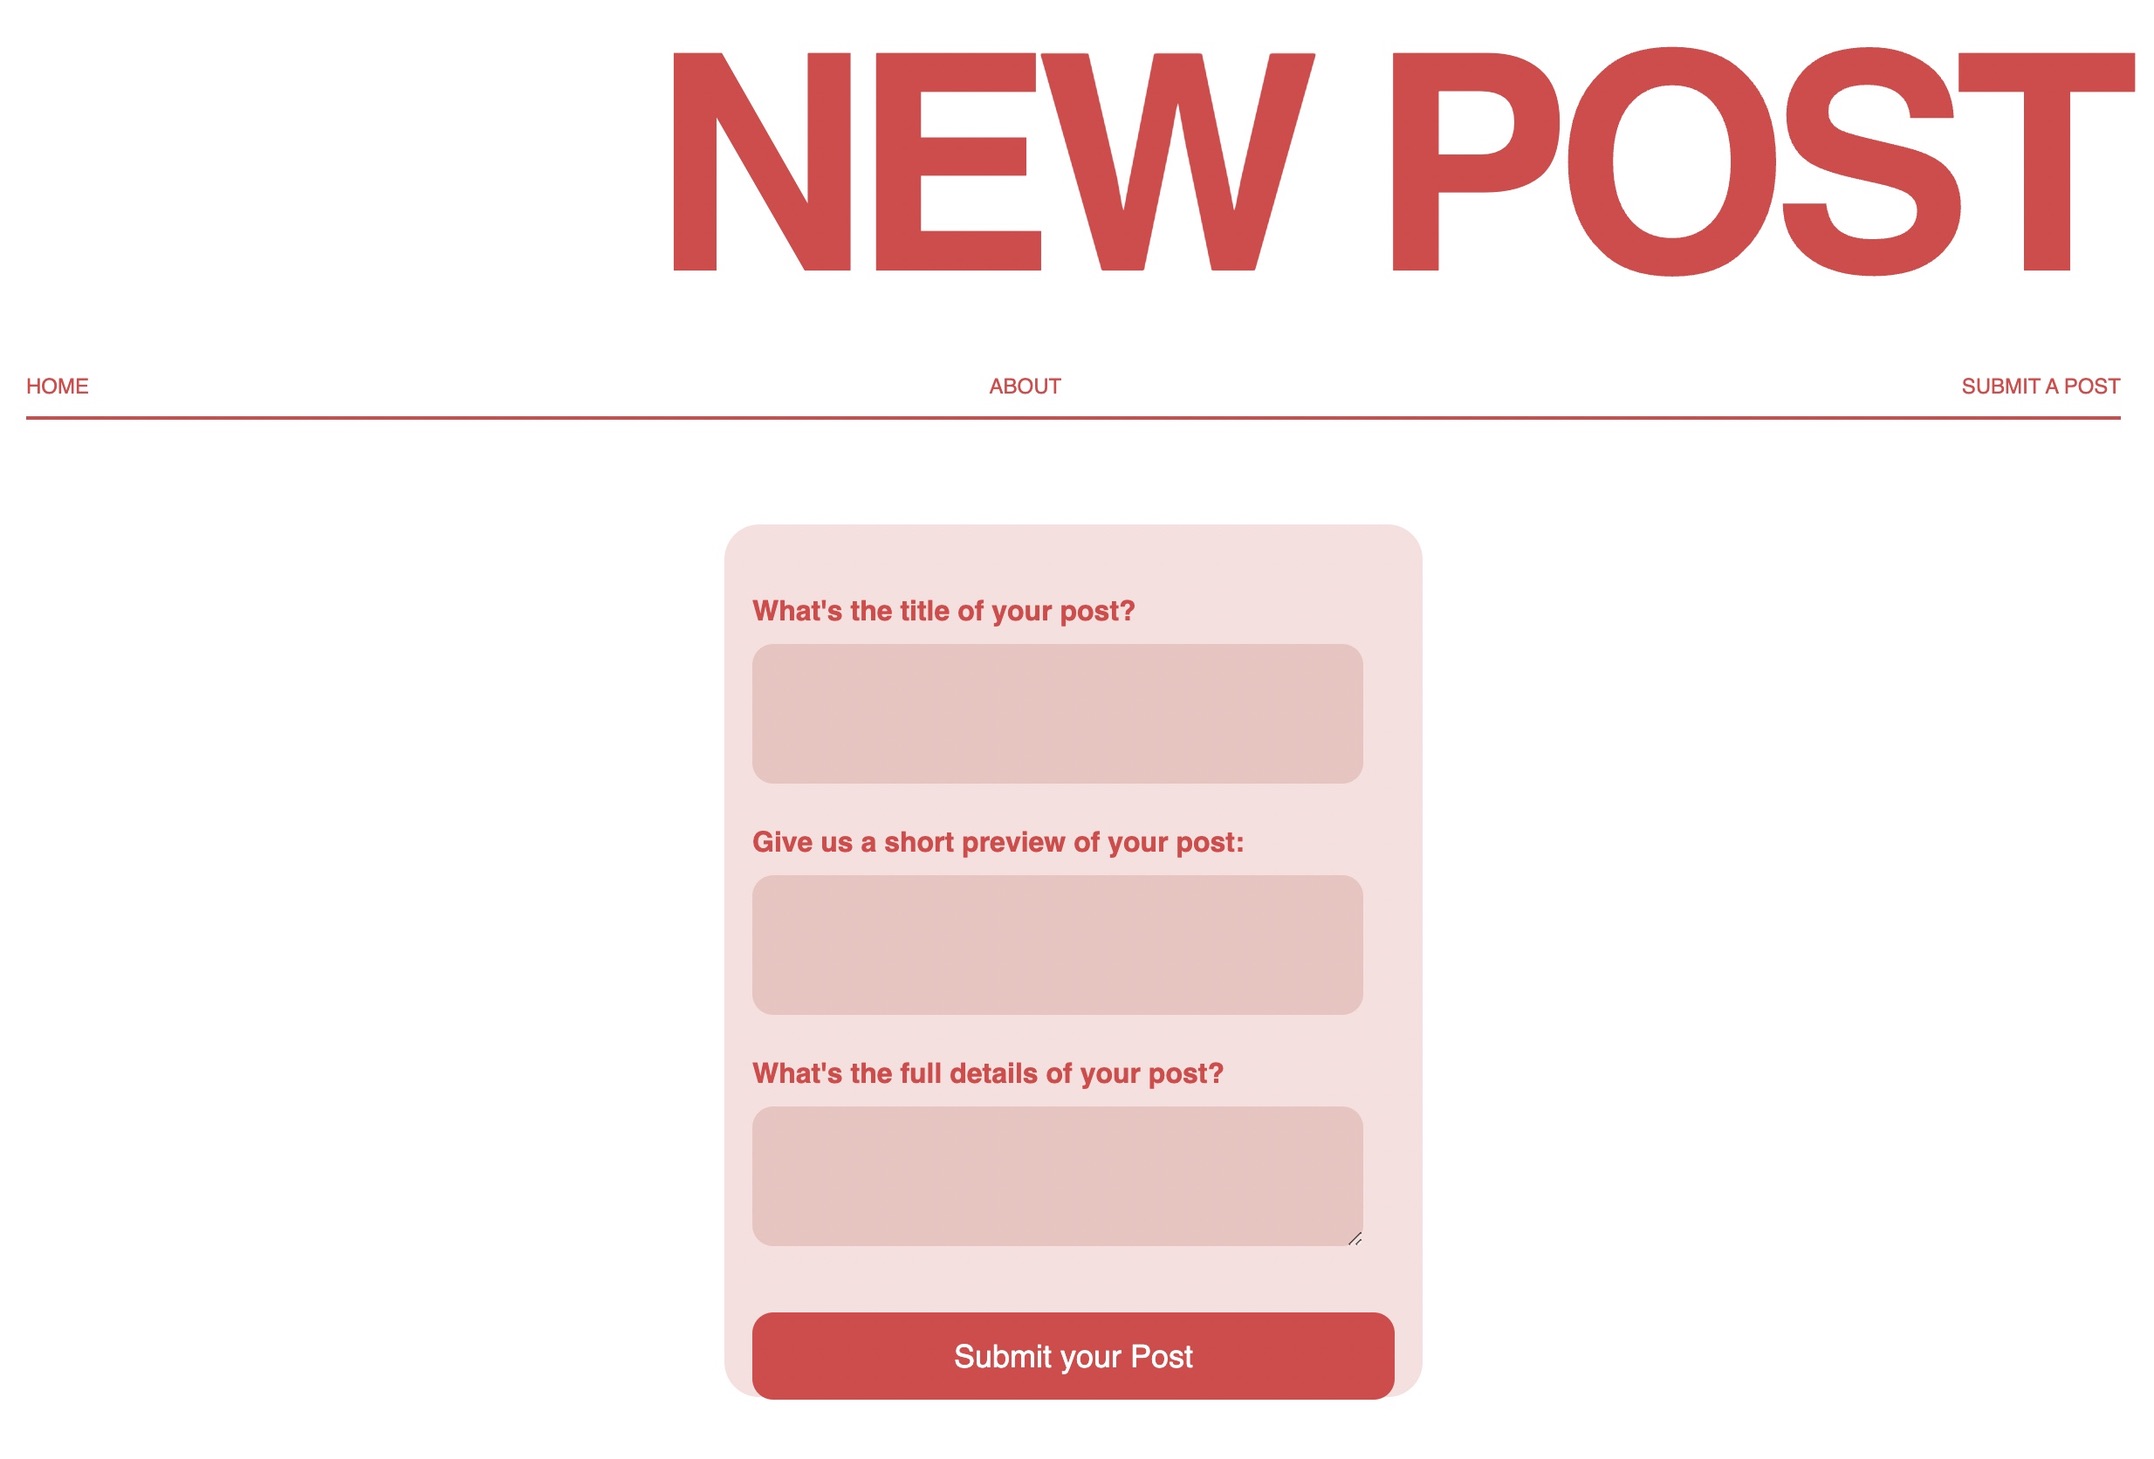 NEW POST
HOME
ABOUT
SUBMIT A POST
What's the title of your post?
Give us a short preview of your post:
What's the full details of your post?
Submit your Post